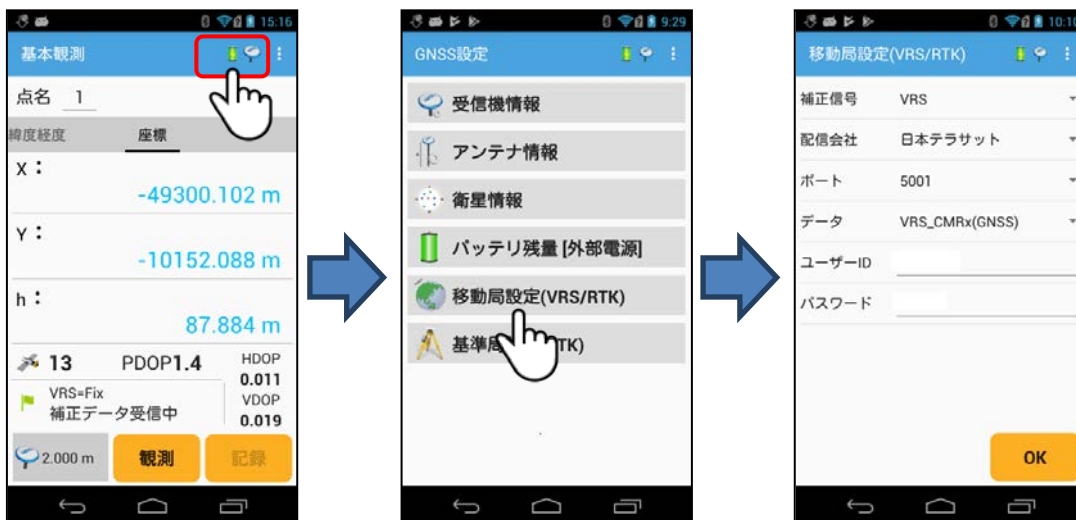 15:16
基本観測
点名 1
緯度経度 座標
X：
-49300.102 m
Y：
-10152.088 m
h：
87.884 m
13 PDOP1.4 HDOP
0.011
VRS=Fix VDOP
補正データ受信中 0.019
2.000 m 観測 記録
9:29
GNSS設定
受信機情報
アンテナ情報
衛星情報
バッテリ残量 [外部電源]
移動局設定(VRS/RTK)
基準局 TK)
10:10
移動局設定(VRS/RTK)
補正信号 VRS
配信会社 日本テラサット
ポート 5001
データ VRS_CMRx(GNSS)
ユーザーID
パスワード
OK